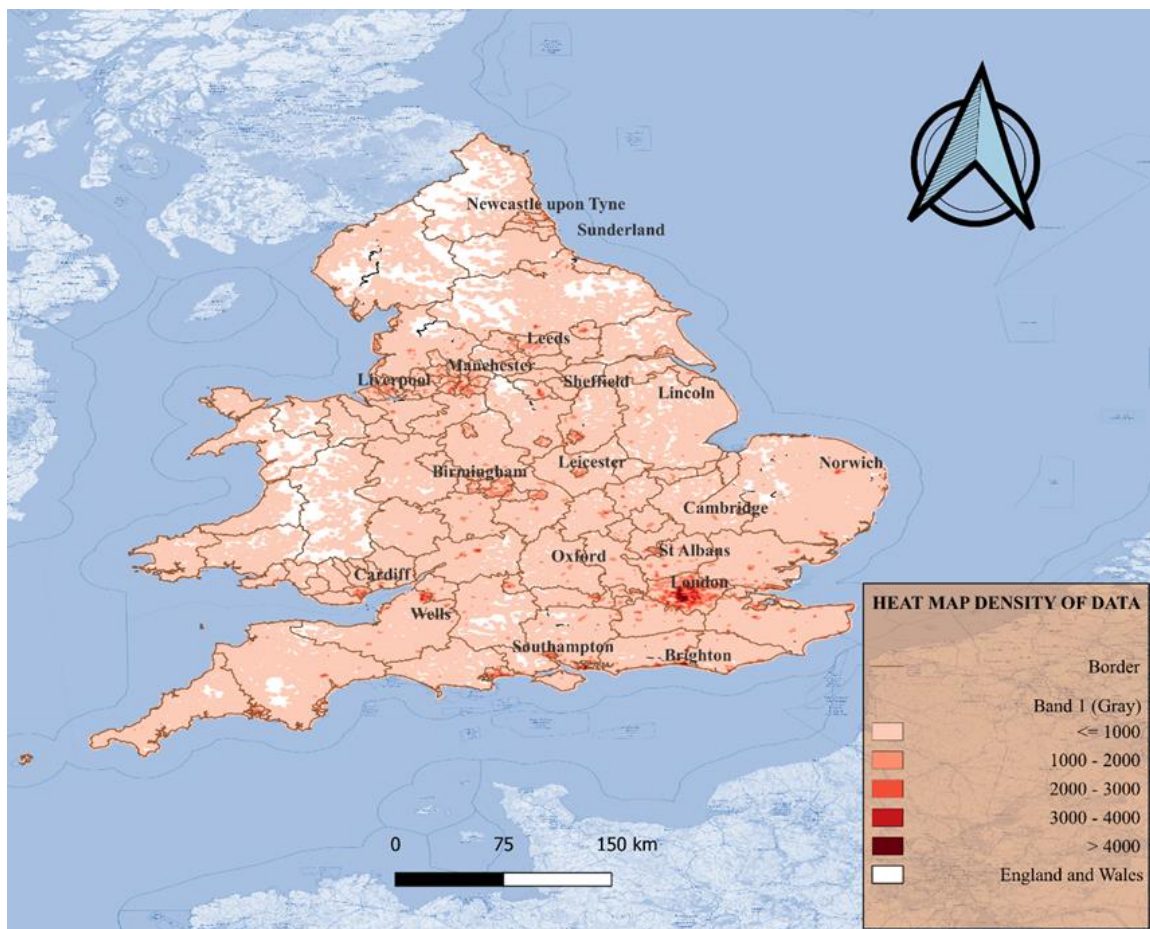 Newcastle upon Tyne
Sunderland
Leeds
Manchester
Liverpool
Sheffield
Lincoln
Leicester
Norwich
Birmingham
Cambridge
Oxford
St Albans
Cardiff
London
Wells
Southampton
Brighton
HEAT MAP DENSITY OF DATA
Border
Band 1 (Gray)
<= 1000
1000 - 2000
2000 - 3000
3000 - 4000
> 4000
England and Wales
0 75 150 km